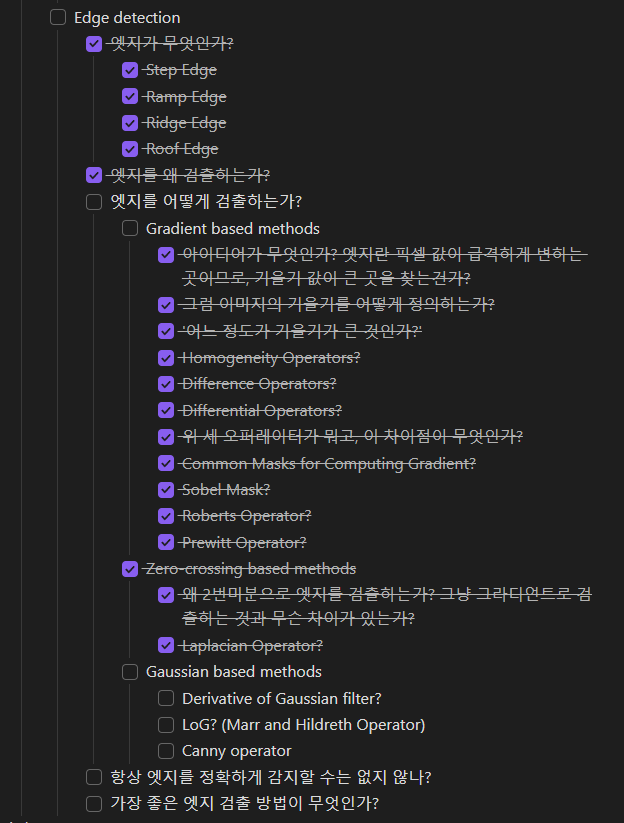 Edge detection
엣지가 무엇인가?
Step Edge
Ramp Edge
Ridge Edge
Roof Edge
엣지를 왜 검출하는가?
엣지를 어떻게 검출하는가?
Gradient based methods
아이디어가 무엇인가? 엣지란 픽셀 값이 급격하게 변하는
곳이므로, 기울기 값이 큰 곳을 찾는건가?
그럼 이미지의 기울기를 어떻게 정의하는가?
'어느 정도가 기울기가 큰 것인가?'
Homogeneity Operators?
Difference Operators?
Differential Operators?
위 세 오퍼레이터가 뭐고, 이 차이점이 무엇인가?
Common Masks for Computing Gradient?
Sobel Mask?
Roberts Operator?
Prewitt Operator?
Zero-crossing based methods
왜 2번미분으로 엣지를 검출하는가? 그냥 그라디언트로 검
출하는 것과 무슨 차이가 있는가?
Laplacian Operator?
Gaussian based methods
Derivative of Gaussian filter?
LoG? (Marr and Hildreth Operator)
Canny operator
항상 엣지를 정확하게 감지할 수는 없지 않나?
가장 좋은 엣지 검출 방법이 무엇인가?